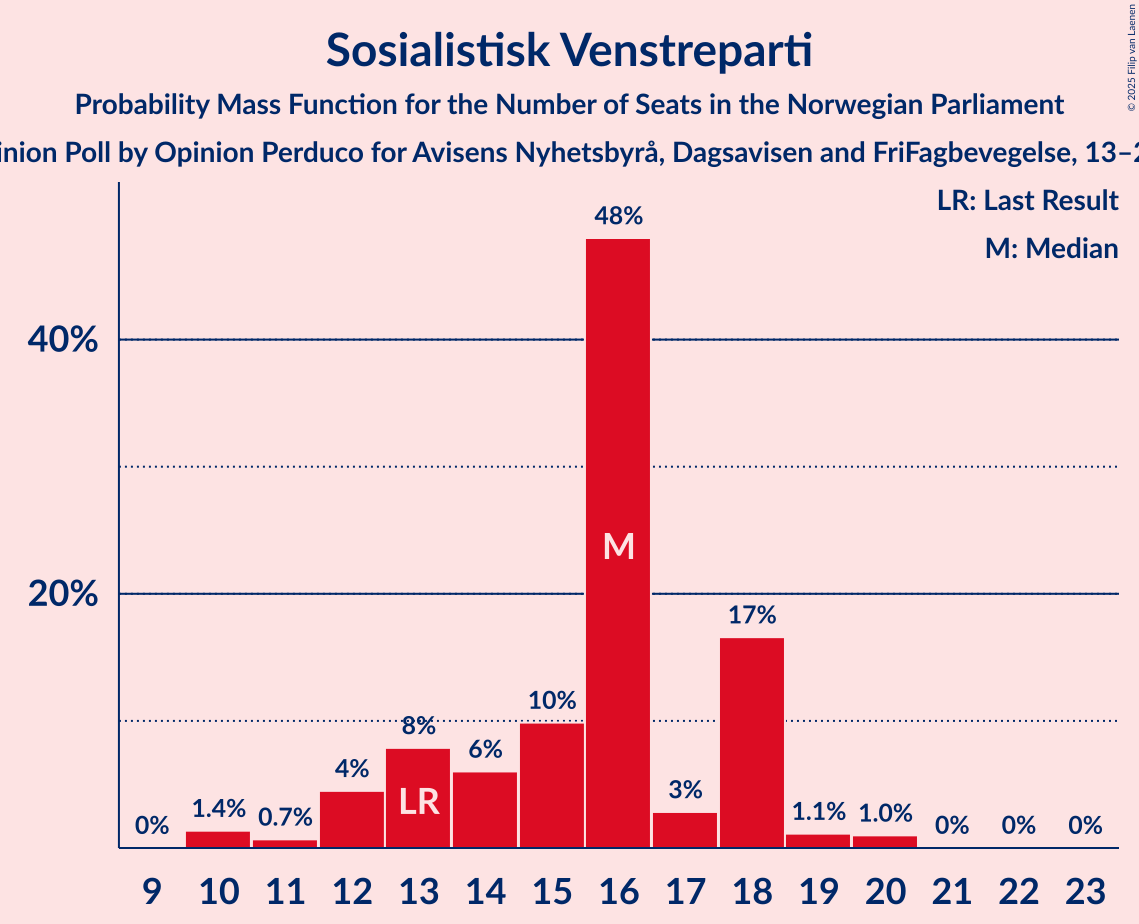 Sosialistisk Venstreparti
Probability Mass Function for the Number of Seats in the Norwegian Parliament
Poll by Opinion Perduco for Avisens Nyhetsbyrå, Dagsavisen and FriFagbevegelse,
© 2025 Filip van Laenen
LR: Last Result
M: Median
40%
20%
0%
1.4%
0.7%
4%
8%
6%
10%
48%
3%
17%
1.1%
1.0%
0%
0%
0%
LR
M
9 10 11 12 13 14 15 16 17 18 19 20 21 22 23